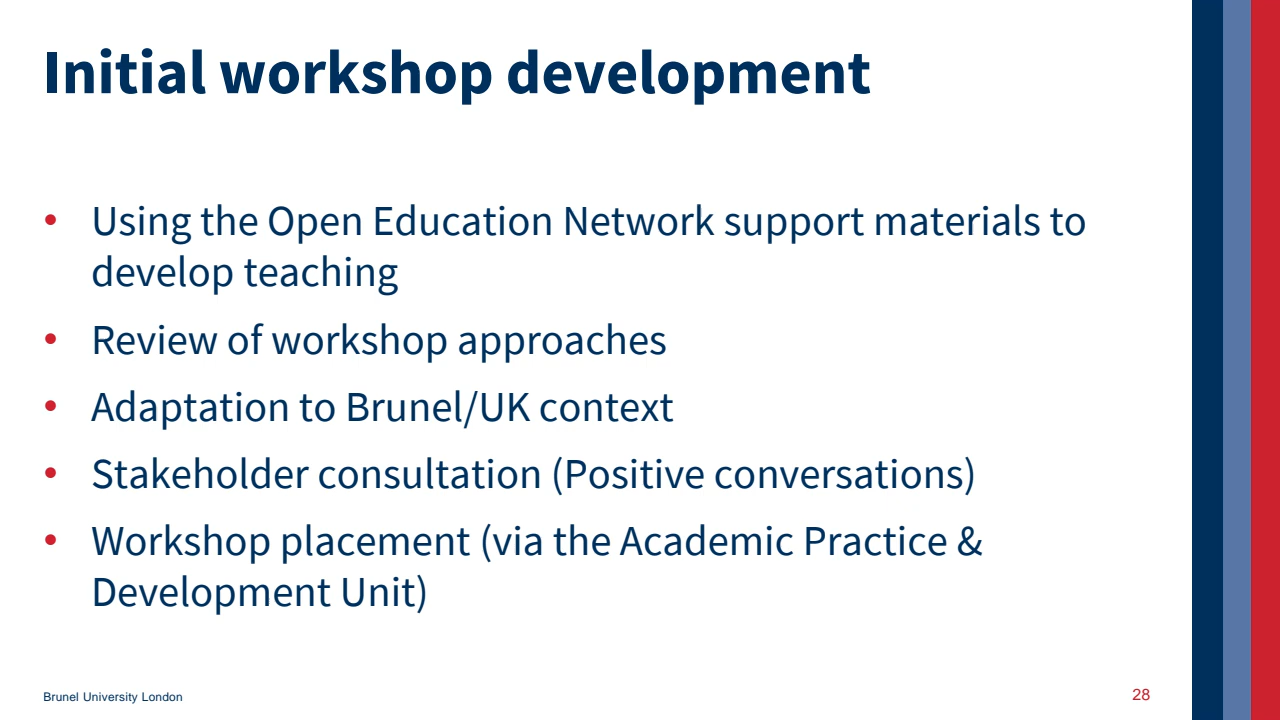 Initial workshop development
• Using the Open Education Network support materials to
develop teaching
• Review of workshop approaches
• Adaptation to Brunel/UK context
• Stakeholder consultation (Positive conversations)
• Workshop placement (via the Academic Practice &
Development Unit)
Brunel University London
28